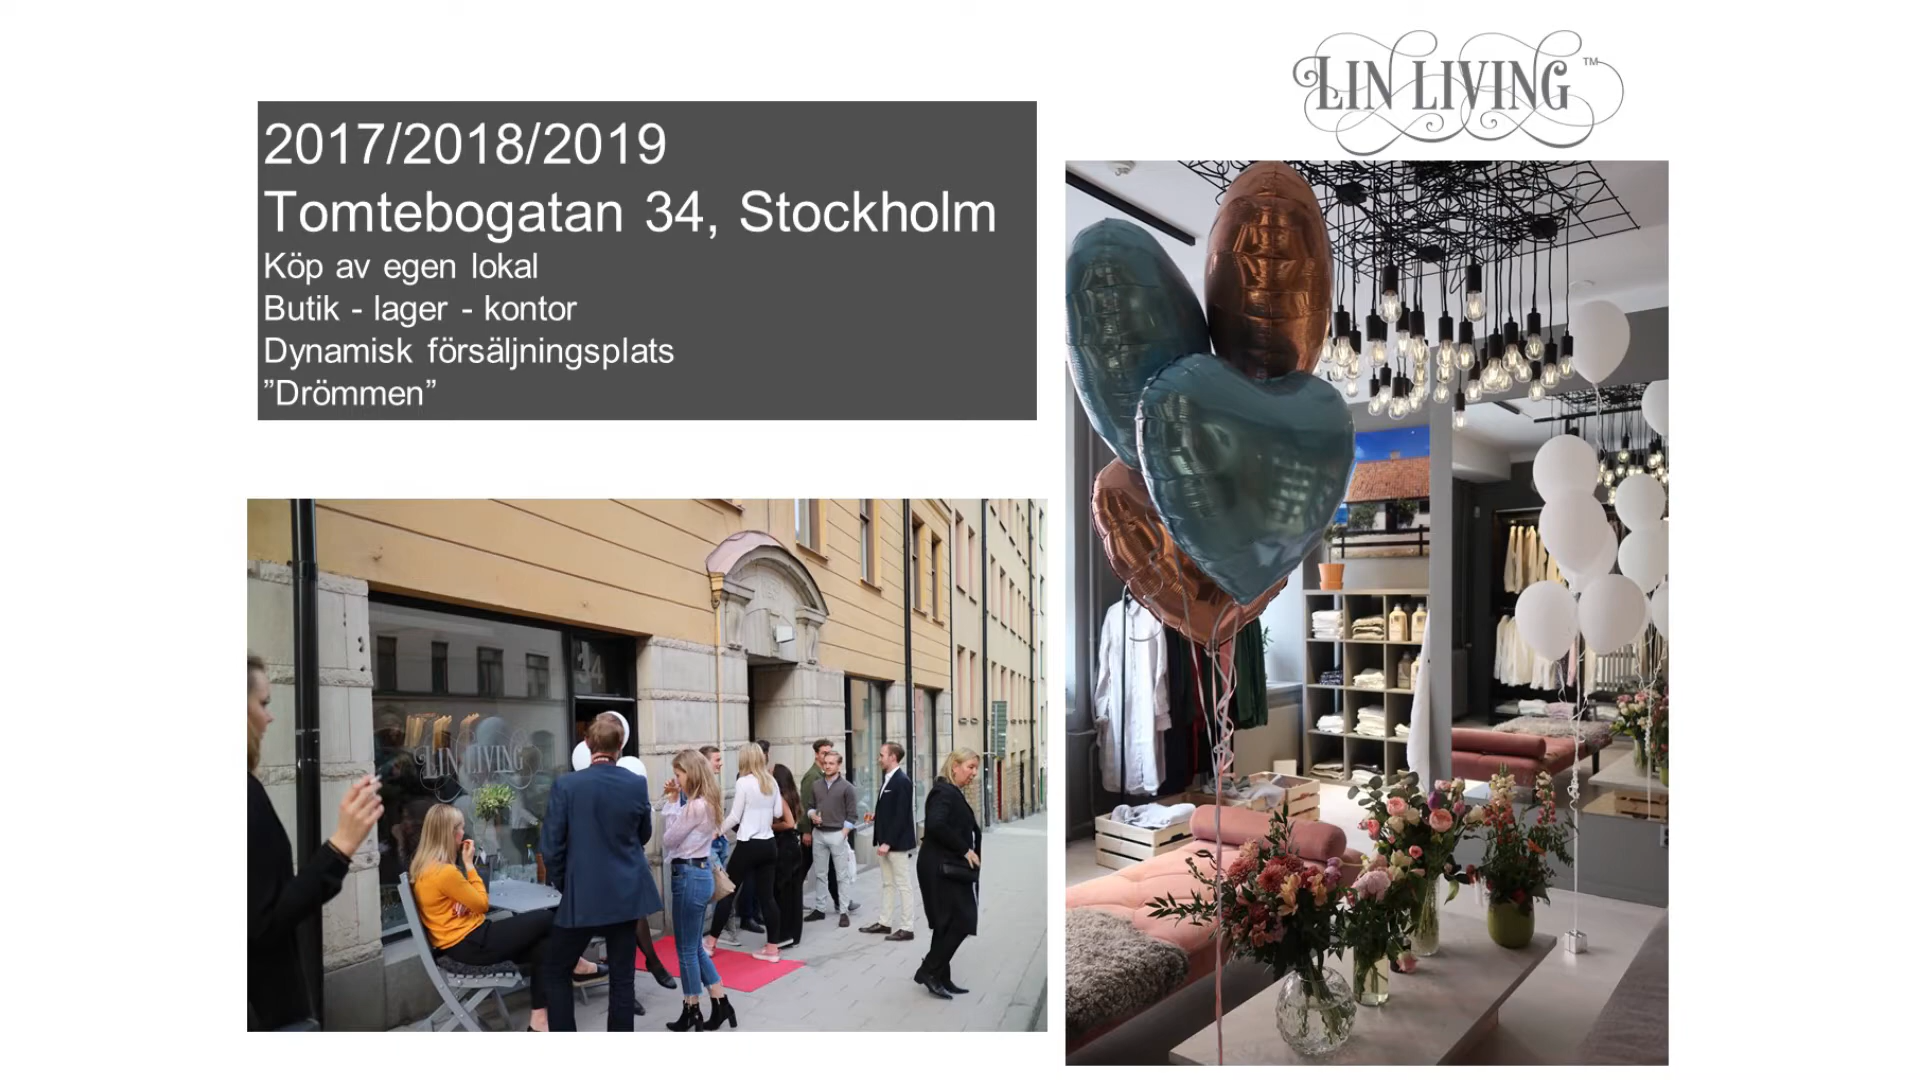 LIN LIVING™
2017/2018/2019
Tomtebogatan 34, Stockholm
Köp av egen lokal
Butik - lager - kontor
Dynamisk försäljningsplats
”Drömmen”
34
LIN LIVING